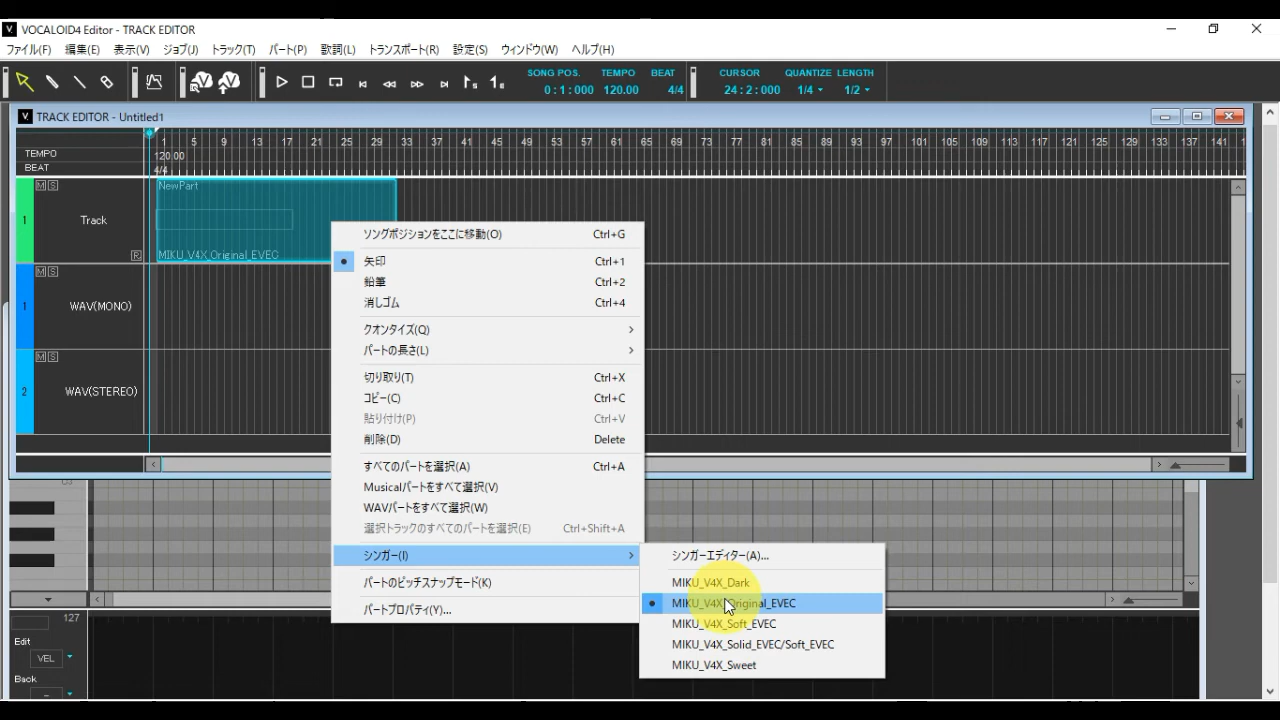 VOCALOID4 Editor - TRACK EDITOR
ファイル(F) 編集(E) 表示(V) ジョブ(J) トラック(T) パート(P) 歌詞(L) トランスポート(R) 設定(S) ウィンドウ(W) ヘルプ(H)
SONG POS. TEMPO BEAT CURSOR QUANTIZE LENGTH
0 : 1 : 000 120.00 4/4 24 : 2 : 000 1/4 1/2
TRACK EDITOR - Untitled1
1 5 9 13 17 21 25 29 33 37 41 45 49 53 57 61 65 69 73 77 81 85 89 93 97 101 105 109 113 117 121 125 129 133 137 141
TEMPO 120.00
BEAT 4/4
M S NewPart
1 Track
R MIKU_V4X_Original_EVEC
M S
1 WAV(MONO)
M S
2 WAV(STEREO)
ソングポジションをここに移動(O) Ctrl+G
矢印 Ctrl+1
鉛筆 Ctrl+2
消しゴム Ctrl+4
クオンタイズ(Q)
パートの長さ(L)
切り取り(T) Ctrl+X
コピー(C) Ctrl+C
貼り付け(P) Ctrl+V
削除(D) Delete
すべてのパートを選択(A) Ctrl+A
Musicalパートをすべて選択(V)
WAVパートをすべて選択(W)
選択トラックのすべてのパートを選択(E) Ctrl+Shift+A
シンガー(I)
パートのピッチスナップモード(K)
パートプロパティ(Y)...
シンガーエディター(A)...
MIKU_V4X_Dark
MIKU_V4X_Original_EVEC
MIKU_V4X_Soft_EVEC
MIKU_V4X_Solid_EVEC/Soft_EVEC
MIKU_V4X_Sweet
127
Edit
VEL
Back